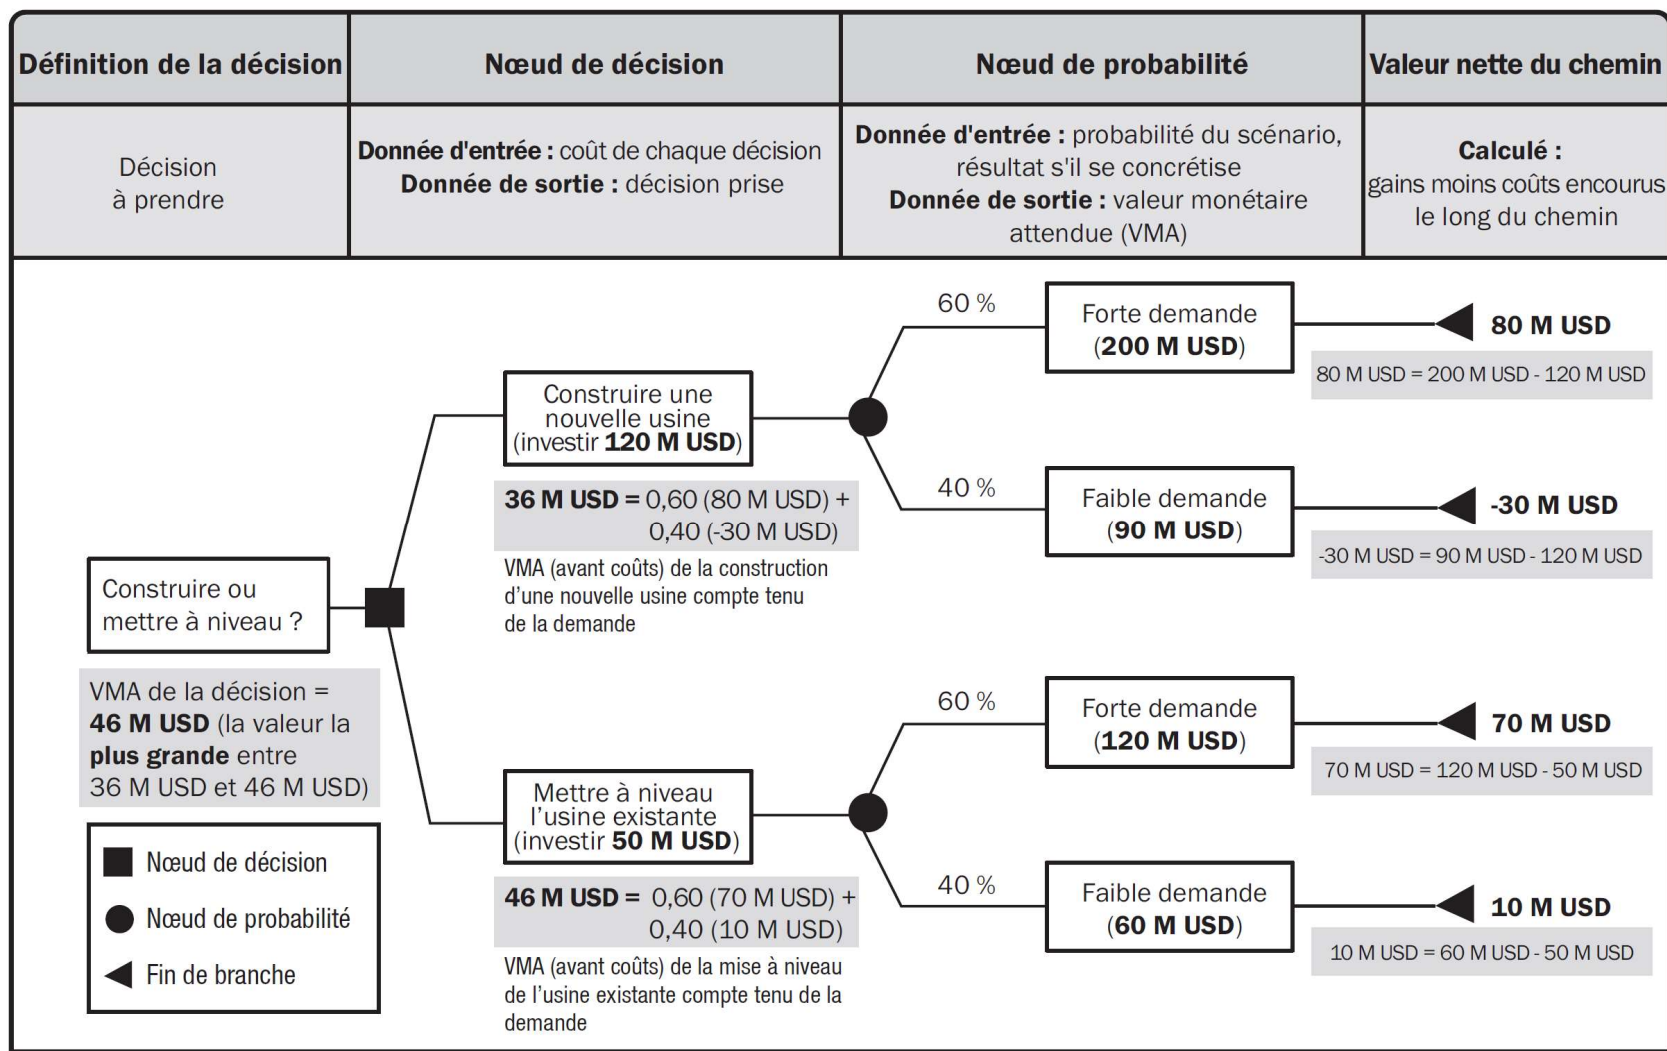 Définition de la décision
Nœud de décision
Nœud de probabilité
Valeur nette du chemin
Décision
à prendre
Donnée d'entrée : coût de chaque décision
Donnée de sortie : décision prise
Donnée d'entrée : probabilité du scénario,
résultat s'il se concrétise
Donnée de sortie : valeur monétaire
attendue (VMA)
Calculé :
gains moins coûts encourus
le long du chemin
Construire ou
mettre à niveau ?
VMA de la décision =
46 M USD (la valeur la
plus grande entre
36 M USD et 46 M USD)
Construire une
nouvelle usine
(investir 120 M USD)
36 M USD = 0,60 (80 M USD) +
0,40 (-30 M USD)
VMA (avant coûts) de la construction
d’une nouvelle usine compte tenu
de la demande
60 %
Forte demande
(200 M USD)
80 M USD
80 M USD = 200 M USD - 120 M USD
40 %
Faible demande
(90 M USD)
-30 M USD
-30 M USD = 90 M USD - 120 M USD
Mettre à niveau
l’usine existante
(investir 50 M USD)
46 M USD = 0,60 (70 M USD) +
0,40 (10 M USD)
VMA (avant coûts) de la mise à niveau
de l’usine existante compte tenu de la
demande
60 %
Forte demande
(120 M USD)
70 M USD
70 M USD = 120 M USD - 50 M USD
40 %
Faible demande
(60 M USD)
10 M USD
10 M USD = 60 M USD - 50 M USD
Nœud de décision
Nœud de probabilité
Fin de branche